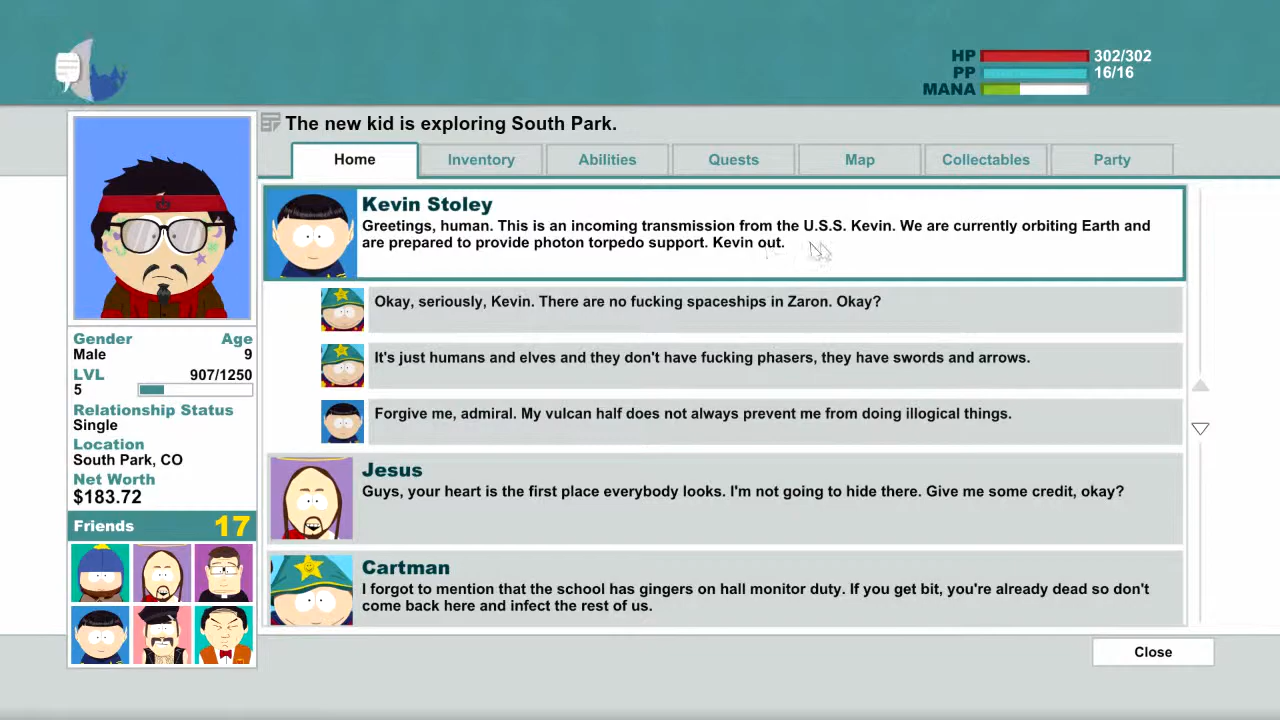 HP 302/302
PP 16/16
MANA
The new kid is exploring South Park.
Home Inventory Abilities Quests Map Collectables Party
Kevin Stoley
Greetings, human. This is an incoming transmission from the U.S.S. Kevin. We are currently orbiting Earth and
are prepared to provide photon torpedo support. Kevin out.
Okay, seriously, Kevin. There are no fucking spaceships in Zaron. Okay?
It's just humans and elves and they don't have fucking phasers, they have swords and arrows.
Forgive me, admiral. My vulcan half does not always prevent me from doing illogical things.
Jesus
Guys, your heart is the first place everybody looks. I'm not going to hide there. Give me some credit, okay?
Cartman
I forgot to mention that the school has gingers on hall monitor duty. If you get bit, you're already dead so don't
come back here and infect the rest of us.
Gender Age
Male 9
LVL 907/1250
5
Relationship Status
Single
Location
South Park, CO
Net Worth
$183.72
Friends 17
Close